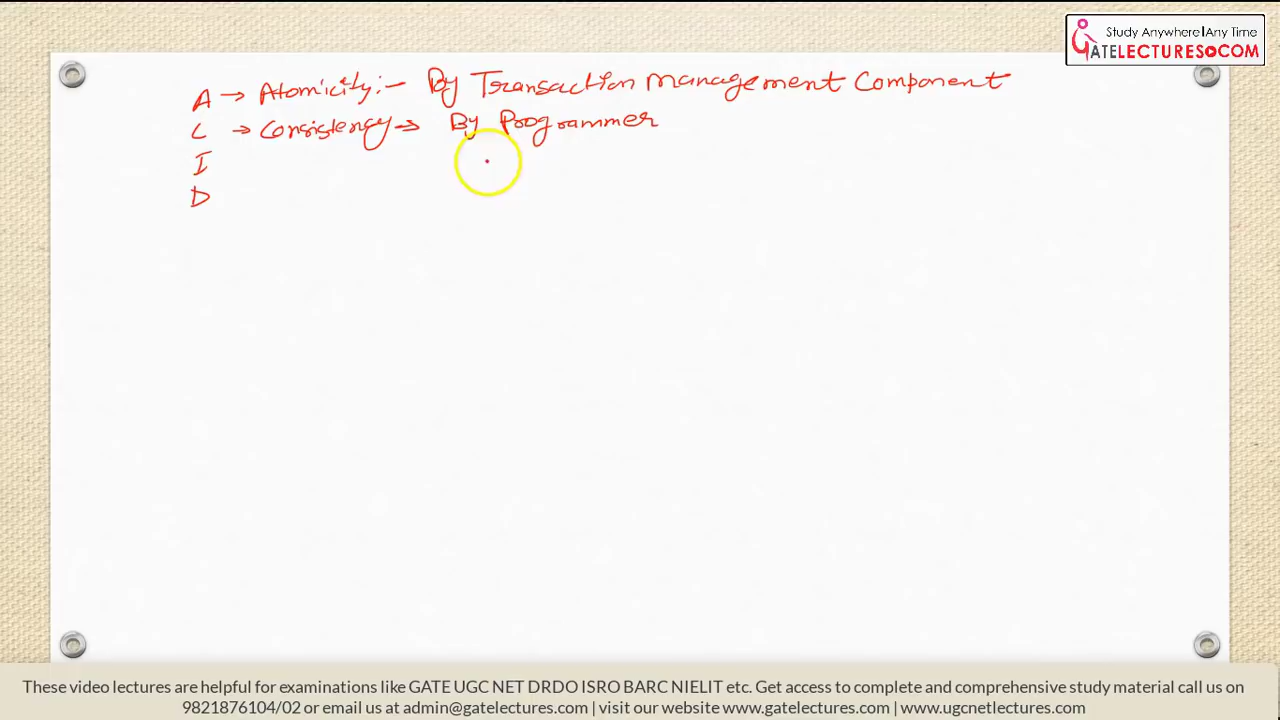 Study Anywhere|Any Time
GATELECTURES.COM
A → Atomicity:- By Transaction Management Component
C → Consistency → By Programmer
I
D
These video lectures are helpful for examinations like GATE UGC NET DRDO ISRO BARC NIELIT etc. Get access to complete and comprehensive study material call us on
9821876104/02 or email us at admin@gatelectures.com | visit our website www.gatelectures.com | www.ugcnetlectures.com